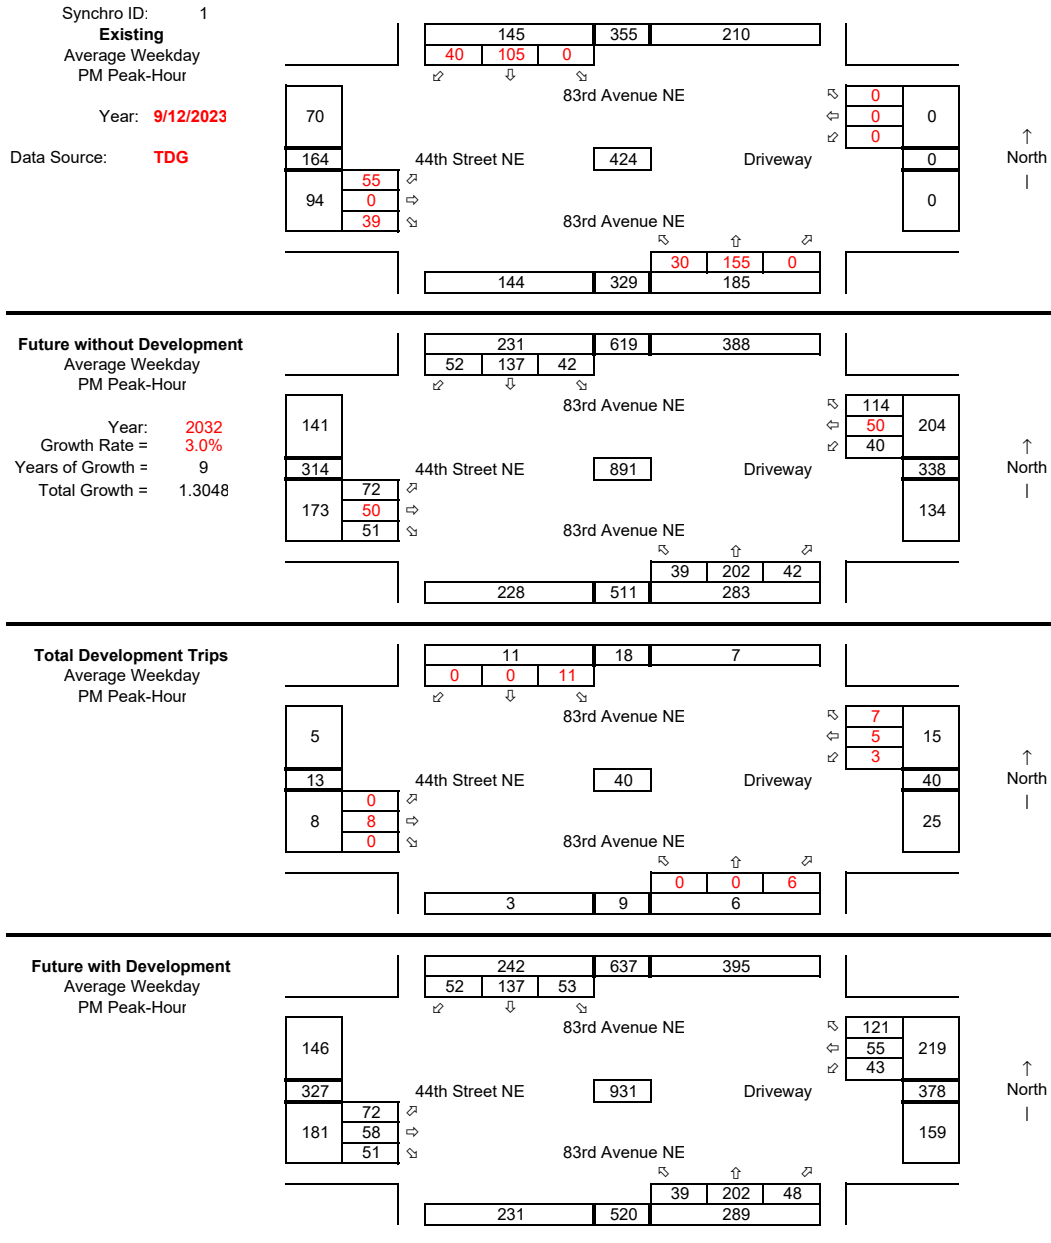 Synchro ID: 1
Existing
Average Weekday
PM Peak-Hour
Year: 9/12/2023
Data Source: TDG
145 355 210
40 105 0
⬃ ⇩ ⬂
83rd Avenue NE
⬁ 0
⇦ 0 0
⬃ 0
70
164 44th Street NE 424 Driveway 0
55 ⬀
94 0 ⇨ 0
39 ⬂
83rd Avenue NE
⬁ ⇧ ⬀
30 155 0
144 329 185
↑
North
|
Future without Development
Average Weekday
PM Peak-Hour
Year: 2032
Growth Rate = 3.0%
Years of Growth = 9
Total Growth = 1.3048
231 619 388
52 137 42
⬃ ⇩ ⬂
83rd Avenue NE
⬁ 114
141 ⇦ 50 204
⬃ 40
314 44th Street NE 891 Driveway 338
72 ⬀
173 50 ⇨ 134
51 ⬂
83rd Avenue NE
⬁ ⇧ ⬀
39 202 42
228 511 283
↑
North
|
Total Development Trips
Average Weekday
PM Peak-Hour
11 18 7
0 0 11
⬃ ⇩ ⬂
83rd Avenue NE
⬁ 7
5 ⇦ 5 15
⬃ 3
13 44th Street NE 40 Driveway 40
0 ⬀
8 8 ⇨ 25
0 ⬂
83rd Avenue NE
⬁ ⇧ ⬀
0 0 6
3 9 6
↑
North
|
Future with Development
Average Weekday
PM Peak-Hour
242 637 395
52 137 53
⬃ ⇩ ⬂
83rd Avenue NE
⬁ 121
146 ⇦ 55 219
⬃ 43
327 44th Street NE 931 Driveway 378
72 ⬀
181 58 ⇨ 159
51 ⬂
83rd Avenue NE
⬁ ⇧ ⬀
39 202 48
231 520 289
↑
North
|